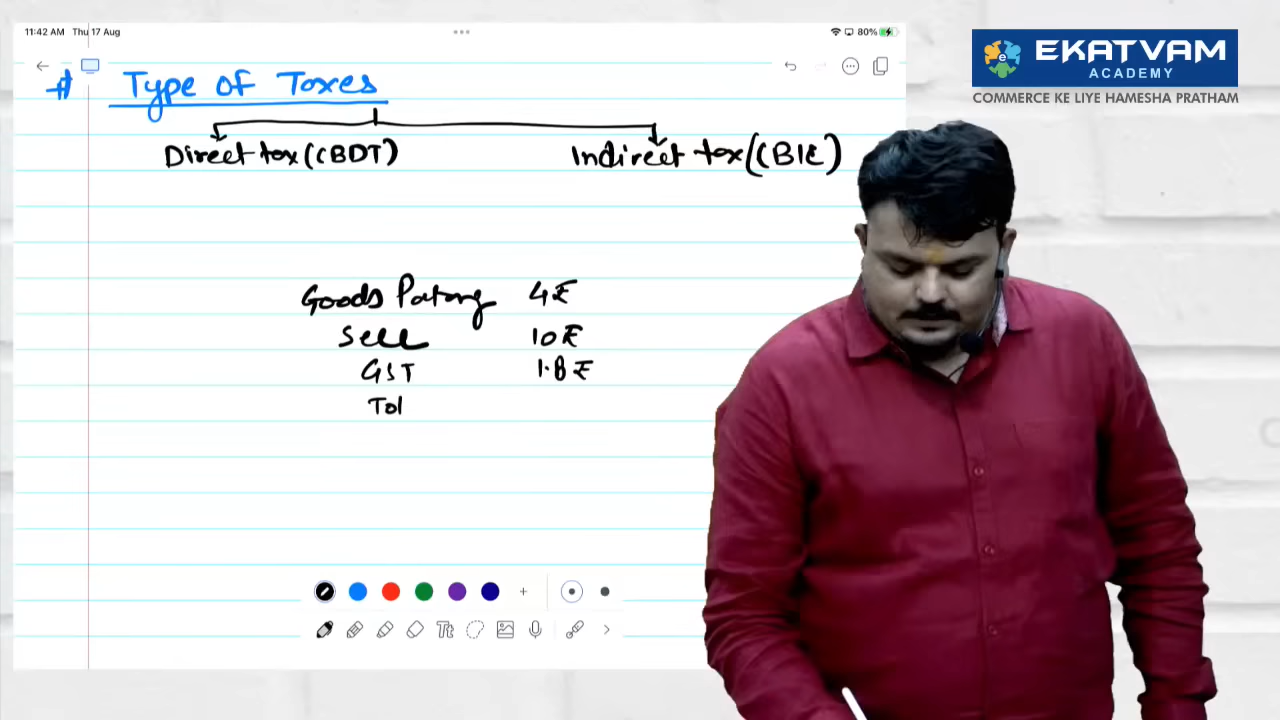 11:42 AM Thu 17 Aug
80%
EKATVAM
ACADEMY
COMMERCE KE LIYE HAMESHA PRATHAM
# Type of Taxes
Direct tax (CBDT)
Indirect tax (CBIC)
Goods 4₹
Sell 10₹
GST 1.8₹
Tol
Tt